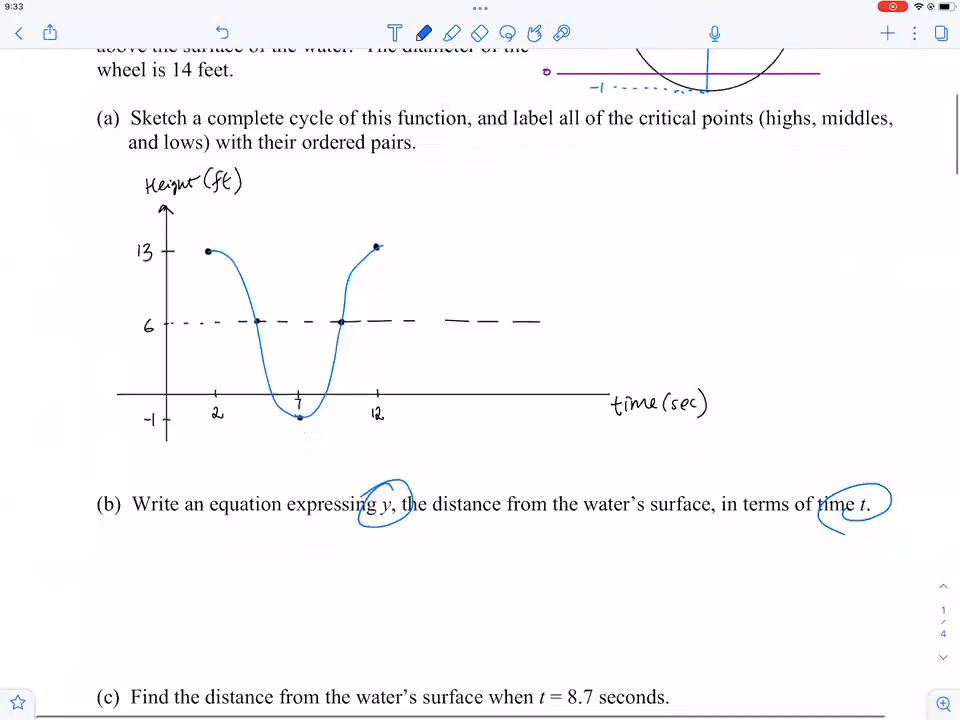 9:33
above the surface of the water. The diameter of the
wheel is 14 feet.
0
-1
(a) Sketch a complete cycle of this function, and label all of the critical points (highs, middles,
and lows) with their ordered pairs.
Height (ft)
13
6
-1
2
7
12
time (sec)
(b) Write an equation expressing y, the distance from the water's surface, in terms of time t.
1
4
(c) Find the distance from the water's surface when t = 8.7 seconds.